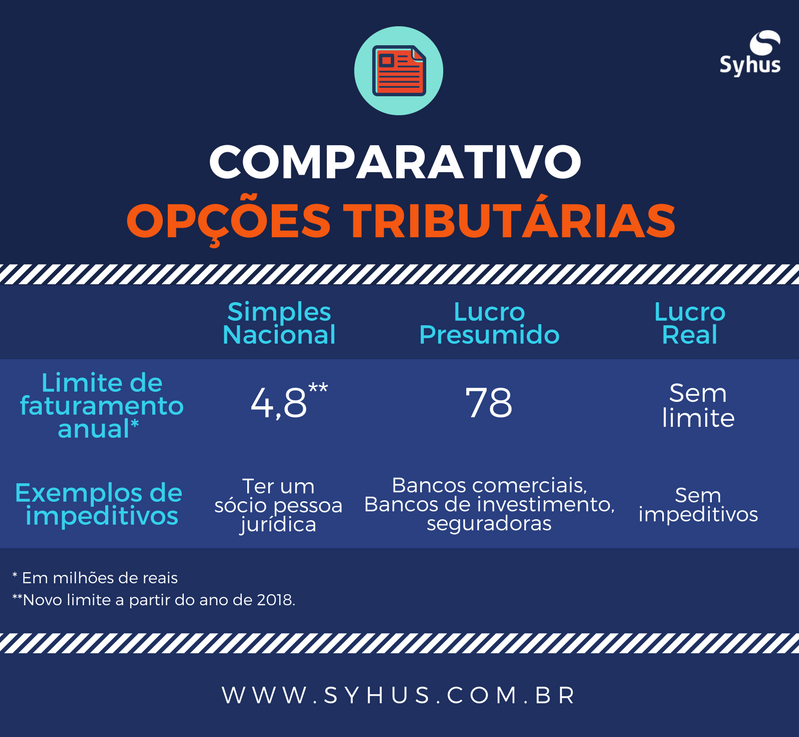 Syhus
COMPARATIVO
OPÇÕES TRIBUTÁRIAS
Simples
Nacional
Lucro
Presumido
Lucro
Real
Limite de
faturamento
anual*
4,8**
78
Sem
limite
Exemplos de
impeditivos
Ter um
sócio pessoa
jurídica
Bancos comerciais,
Bancos de investimento,
seguradoras
Sem
impeditivos
* Em milhões de reais
**Novo limite a partir do ano de 2018.
WWW.SYHUS.COM.BR